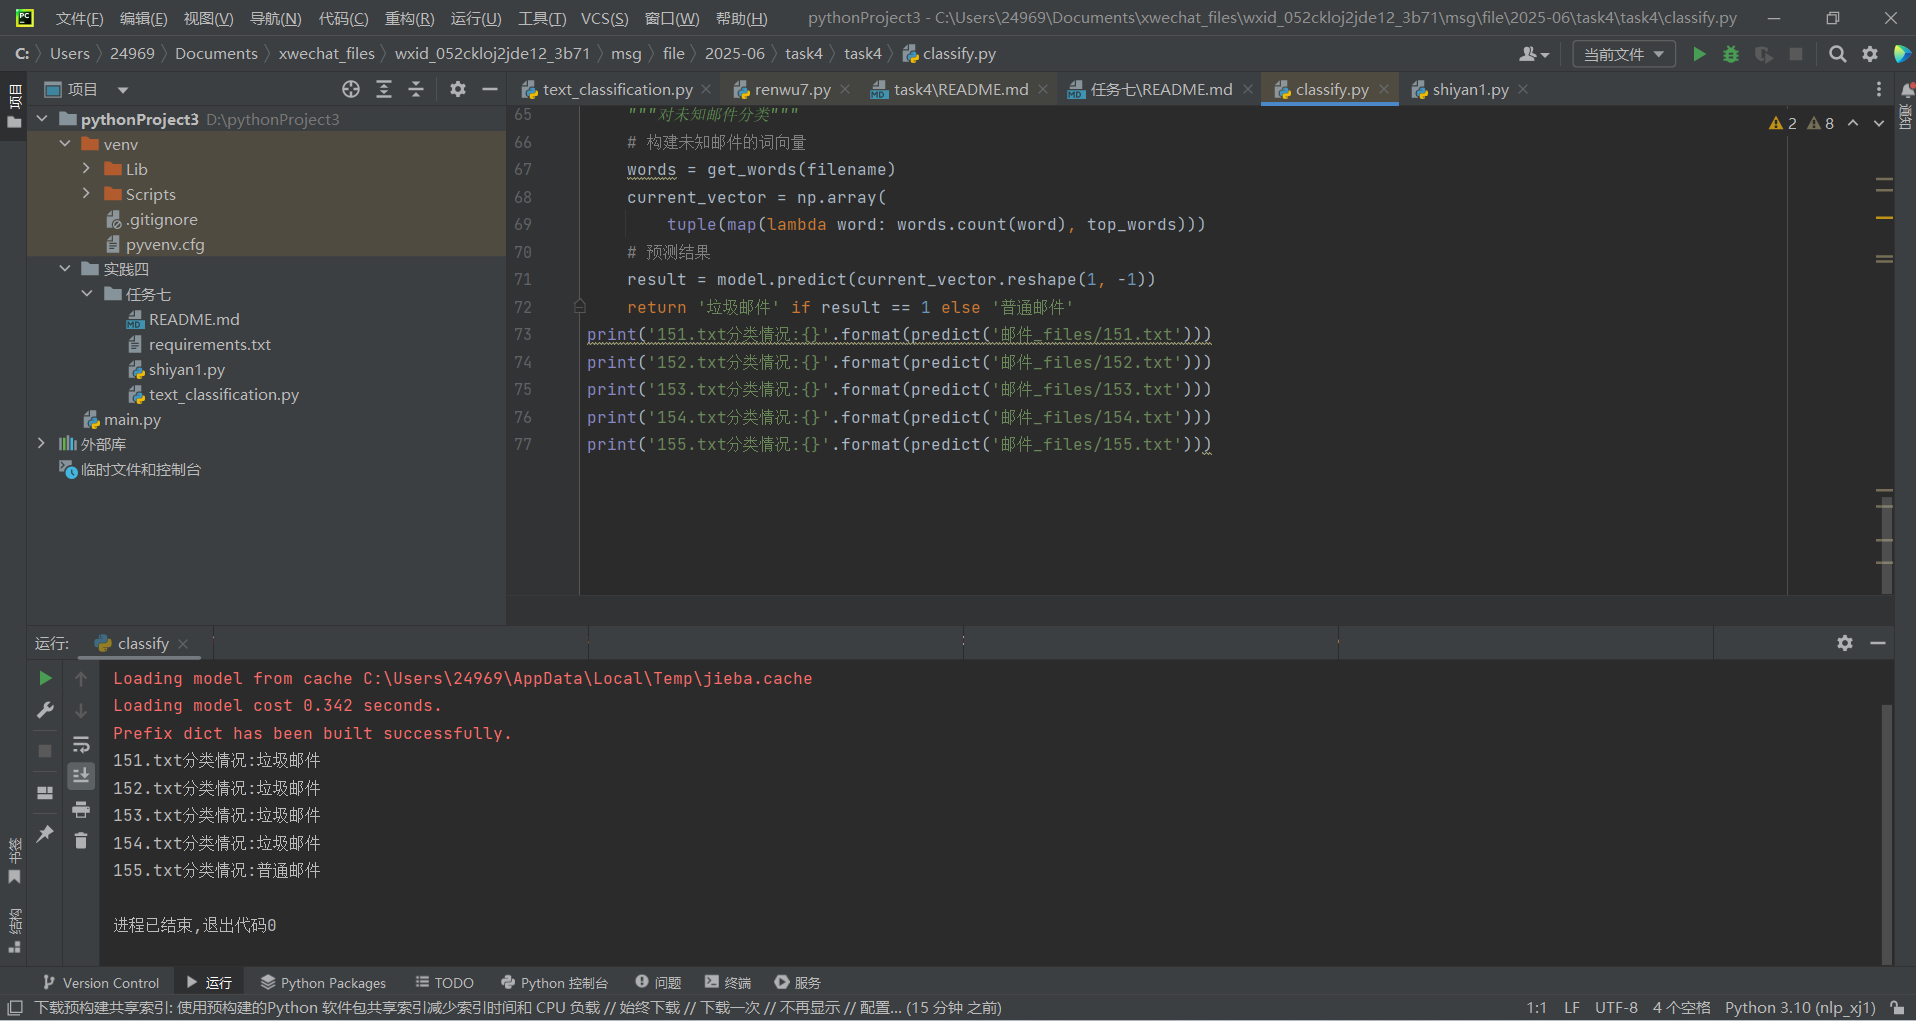 文件(F) 编辑(E) 视图(V) 导航(N) 代码(C) 重构(R) 运行(U) 工具(T) VCS(S) 窗口(W) 帮助(H) pythonProject3 - C:\Users\24969\Documents\xwechat_files\wxid_052ckloj2jde12_3b71\msg\file\2025-06\task4\task4\classify.py
C: Users 24969 Documents xwechat_files wxid_052ckloj2jde12_3b71 msg file 2025-06 task4 task4 classify.py 当前文件
项目 text_classification.py renwu7.py task4\README.md 任务七\README.md classify.py shiyan1.py
项目
通知
pythonProject3 D:\pythonProject3
venv
Lib
Scripts
.gitignore
pyvenv.cfg
实践四
任务七
README.md
requirements.txt
shiyan1.py
text_classification.py
main.py
外部库
临时文件和控制台
2 8
65 """对未知邮件分类"""
66 # 构建未知邮件的词向量
67 words = get_words(filename)
68 current_vector = np.array(
69 tuple(map(lambda word: words.count(word), top_words)))
70 # 预测结果
71 result = model.predict(current_vector.reshape(1, -1))
72 return '垃圾邮件' if result == 1 else '普通邮件'
73 print('151.txt分类情况:{}'.format(predict('邮件_files/151.txt')))
74 print('152.txt分类情况:{}'.format(predict('邮件_files/152.txt')))
75 print('153.txt分类情况:{}'.format(predict('邮件_files/153.txt')))
76 print('154.txt分类情况:{}'.format(predict('邮件_files/154.txt')))
77 print('155.txt分类情况:{}'.format(predict('邮件_files/155.txt')))
运行: classify
Loading model from cache C:\Users\24969\AppData\Local\Temp\jieba.cache
Loading model cost 0.342 seconds.
Prefix dict has been built successfully.
151.txt分类情况:垃圾邮件
152.txt分类情况:垃圾邮件
153.txt分类情况:垃圾邮件
154.txt分类情况:垃圾邮件
155.txt分类情况:普通邮件
进程已结束,退出代码0
书签
结构
Version Control 运行 Python Packages TODO Python 控制台 问题 终端 服务
下载预构建共享索引: 使用预构建的Python 软件包共享索引减少索引时间和 CPU 负载 // 始终下载 // 下载一次 // 不再显示 // 配置... (15 分钟 之前) 1:1 LF UTF-8 4 个空格 Python 3.10 (nlp_xj1)